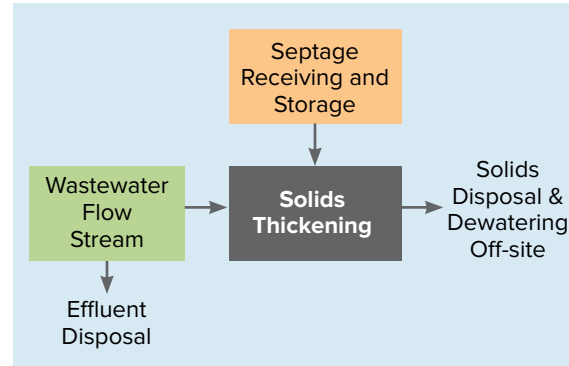 Septage
Receiving and
Storage
Wastewater
Flow
Stream
Solids
Thickening
Solids
Disposal &
Dewatering
Off-site
Effluent
Disposal